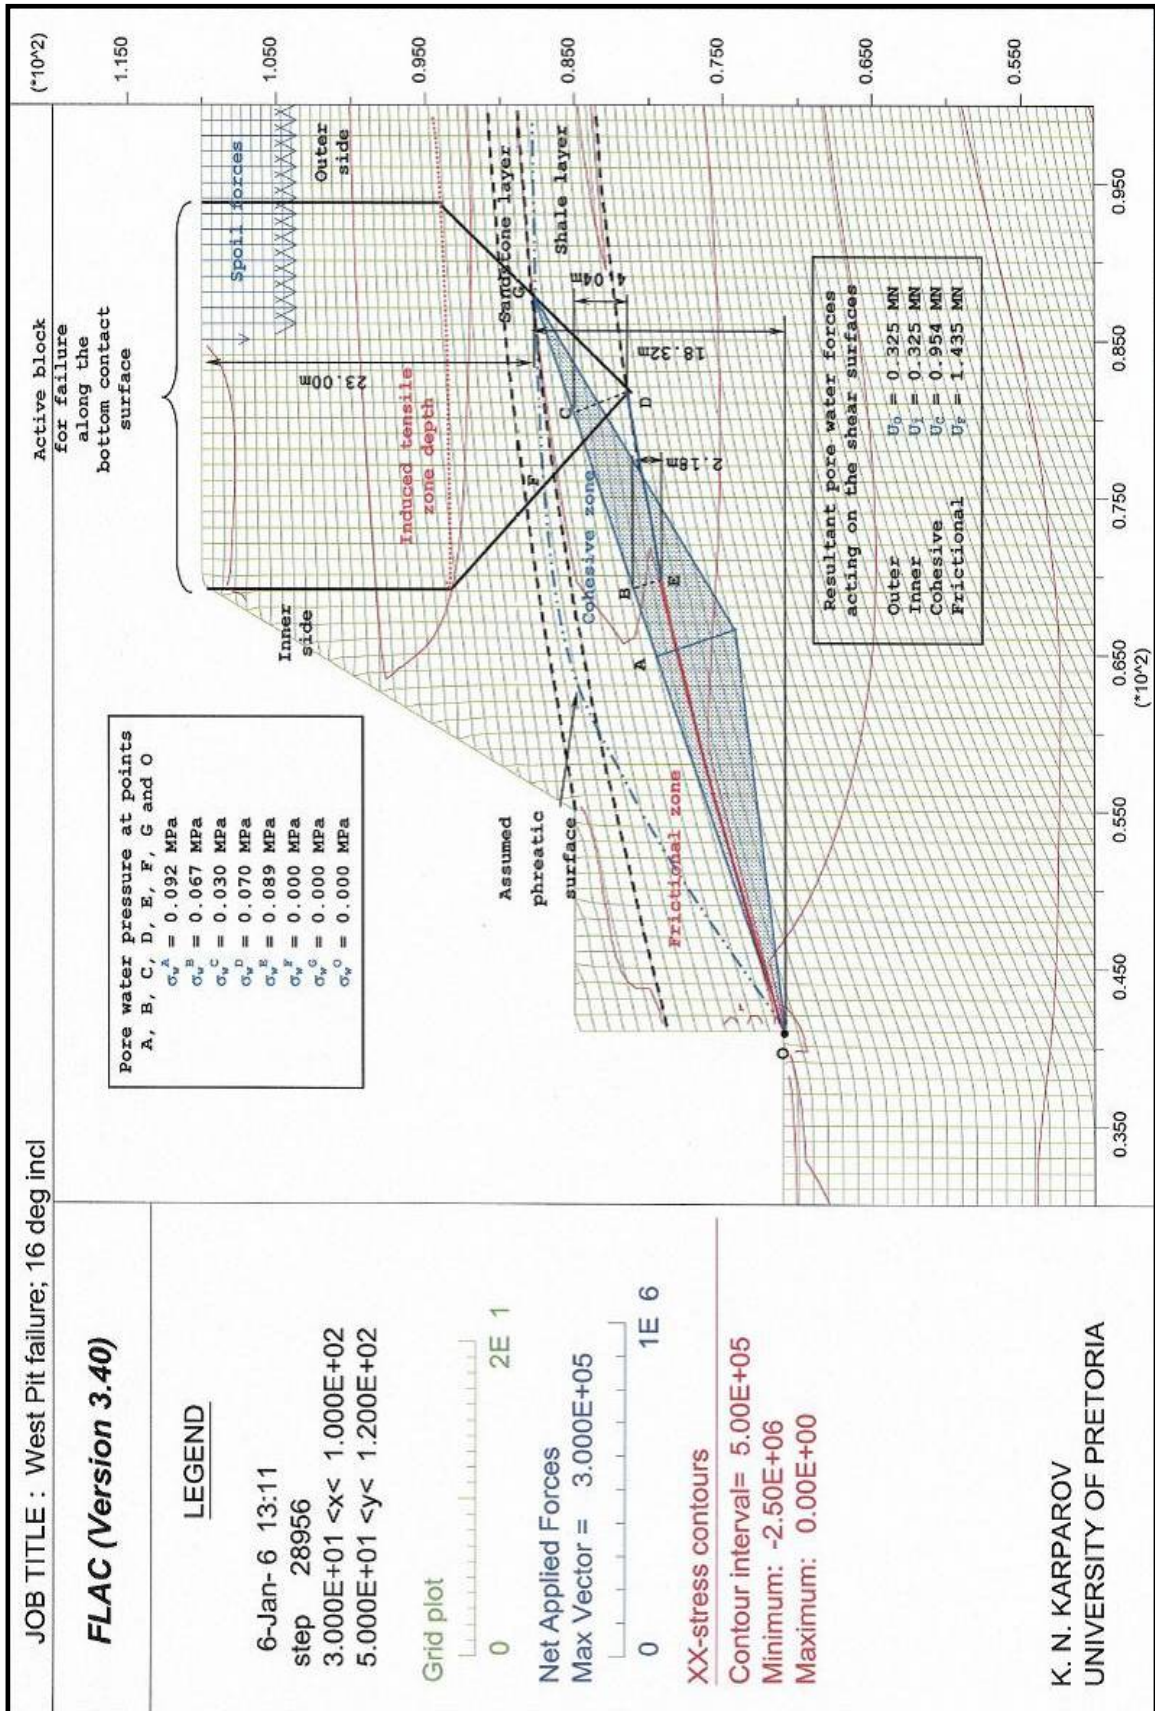 JOB TITLE : West Pit failure; 16 deg incl
FLAC (Version 3.40)
LEGEND
6-Jan- 6 13:11
step 28956
3.000E+01 <x< 1.000E+02
5.000E+01 <y< 1.200E+02
Grid plot
0 2E 1
Net Applied Forces
Max Vector = 3.000E+05
0 1E 6
XX-stress contours
Contour interval= 5.00E+05
Minimum: -2.50E+06
Maximum: 0.00E+00
K. N. KARPAROV
UNIVERSITY OF PRETORIA
Active block
for failure
along the
bottom contact
surface
Pore water pressure at points
A, B, C, D, E, F, G and O
σw A = 0.092 MPa
σw B = 0.067 MPa
σw C = 0.030 MPa
σw D = 0.070 MPa
σw E = 0.089 MPa
σw F = 0.000 MPa
σw G = 0.000 MPa
σw O = 0.000 MPa
Inner
side
Spoil forces
Outer
side
23.00m
Induced tensile
zone depth
Assumed
phreatic
surface
Sandstone layer
Shale layer
F
G
Cohesive zone
C
4.04m
18.32m
D
B
2.18m
E
A
Frictional zone
O
Resultant pore water forces
acting on the shear surfaces
Outer UO = 0.325 MN
Inner UI = 0.325 MN
Cohesive UC = 0.954 MN
Frictional UF = 1.435 MN
(*10^2)
1.150
1.050
0.950
0.850
0.750
0.650
0.550
0.350
0.450
0.550
0.650
0.750
0.850
0.950
(*10^2)